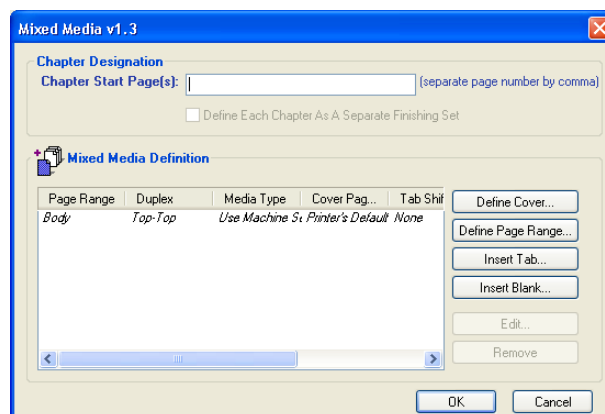 Mixed Media v1.3
Chapter Designation
Chapter Start Page(s): (separate page number by comma)
Define Each Chapter As A Separate Finishing Set
Mixed Media Definition
Page Range Duplex Media Type Cover Pag... Tab Shif
Body Top-Top Use Machine Se Printer's Default None
Define Cover...
Define Page Range...
Insert Tab...
Insert Blank...
Edit...
Remove
OK Cancel